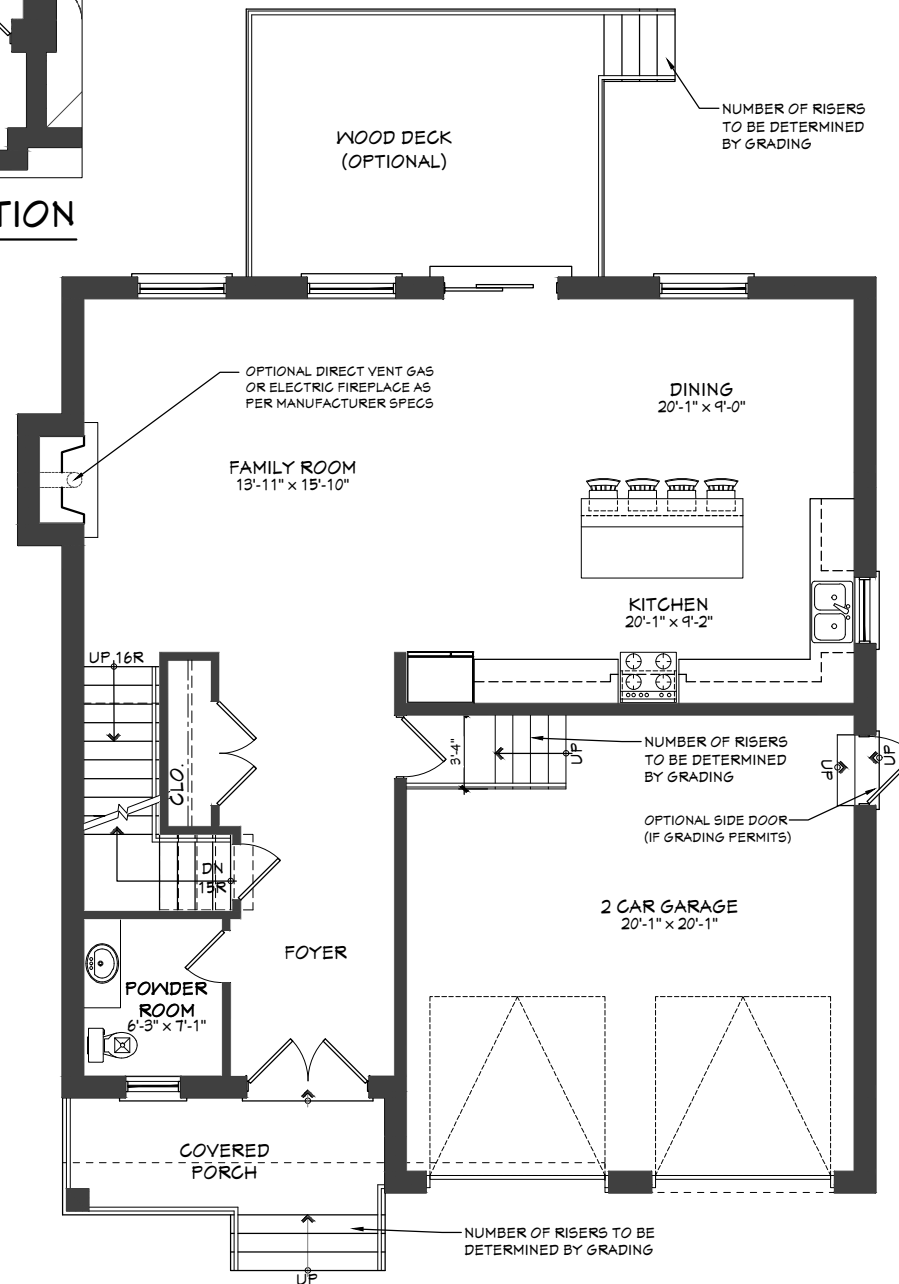 TION
WOOD DECK
(OPTIONAL)
NUMBER OF RISERS
TO BE DETERMINED
BY GRADING
OPTIONAL DIRECT VENT GAS
OR ELECTRIC FIREPLACE AS
PER MANUFACTURER SPECS
DINING
20'-1" x 9'-0"
FAMILY ROOM
13'-11" x 15'-10"
KITCHEN
20'-1" x 9'-2"
UP 16R
CLO.
3'-4"
UP
NUMBER OF RISERS
TO BE DETERMINED
BY GRADING
UP
UP
OPTIONAL SIDE DOOR
(IF GRADING PERMITS)
DN
15R
2 CAR GARAGE
20'-1" x 20'-1"
FOYER
POWDER
ROOM
6'-3" x 7'-1"
COVERED
PORCH
NUMBER OF RISERS TO BE
DETERMINED BY GRADING
UP